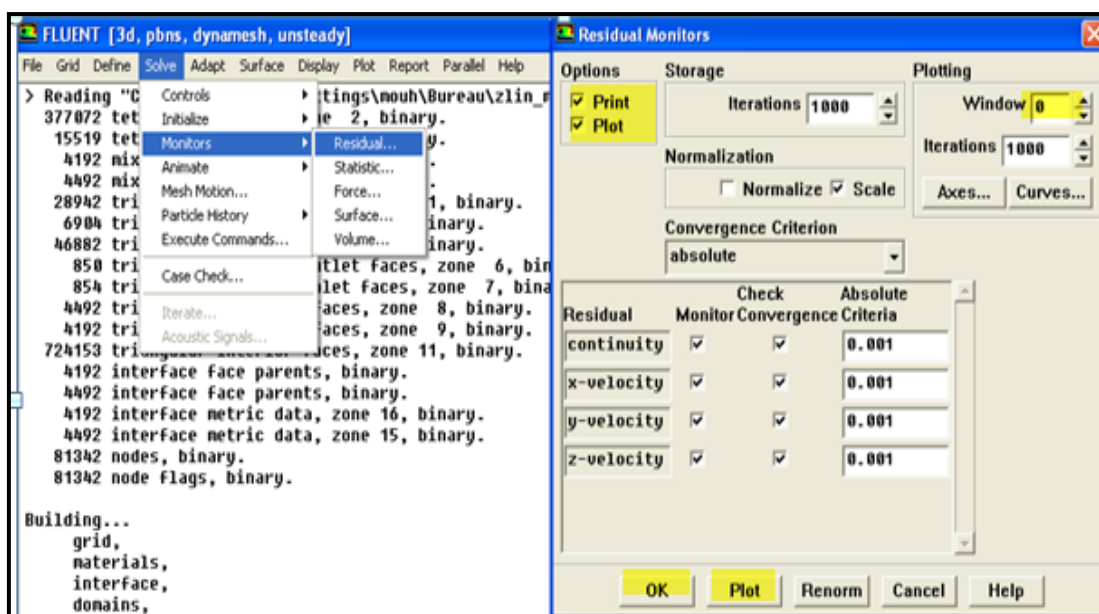 FLUENT [3d, pbns, dynamesh, unsteady]
File Grid Define Solve Adapt Surface Display Plot Report Parallel Help
> Reading "C
tings\mouh\Bureau\zlin_
377072 tet
e 2, binary.
15519 tet
y.
4192 mix
4492 mix
28942 tri
1, binary.
6904 tri
inary.
46882 tri
inary.
850 tri
tlet faces, zone 6, bin
854 tri
let faces, zone 7, bina
4492 tri
aces, zone 8, binary.
4192 tri
aces, zone 9, binary.
724153 triangular interior faces, zone 11, binary.
4192 interface face parents, binary.
4492 interface face parents, binary.
4192 interface metric data, zone 16, binary.
4492 interface metric data, zone 15, binary.
81342 nodes, binary.
81342 node flags, binary.
Building...
grid,
materials,
interface,
domains,
Controls
Initialize
Monitors
Animate
Mesh Motion...
Particle History
Execute Commands...
Case Check...
Iterate...
Acoustic Signals...
Residual...
Statistic...
Force...
Surface...
Volume...
Residual Monitors
Options
Print
Plot
Storage
Iterations 1000
Normalization
Normalize Scale
Convergence Criterion
absolute
Plotting
Window 0
Iterations 1000
Axes... Curves...
Check Absolute
Residual Monitor Convergence Criteria
continuity 0.001
x-velocity 0.001
y-velocity 0.001
z-velocity 0.001
OK Plot Renorm Cancel Help